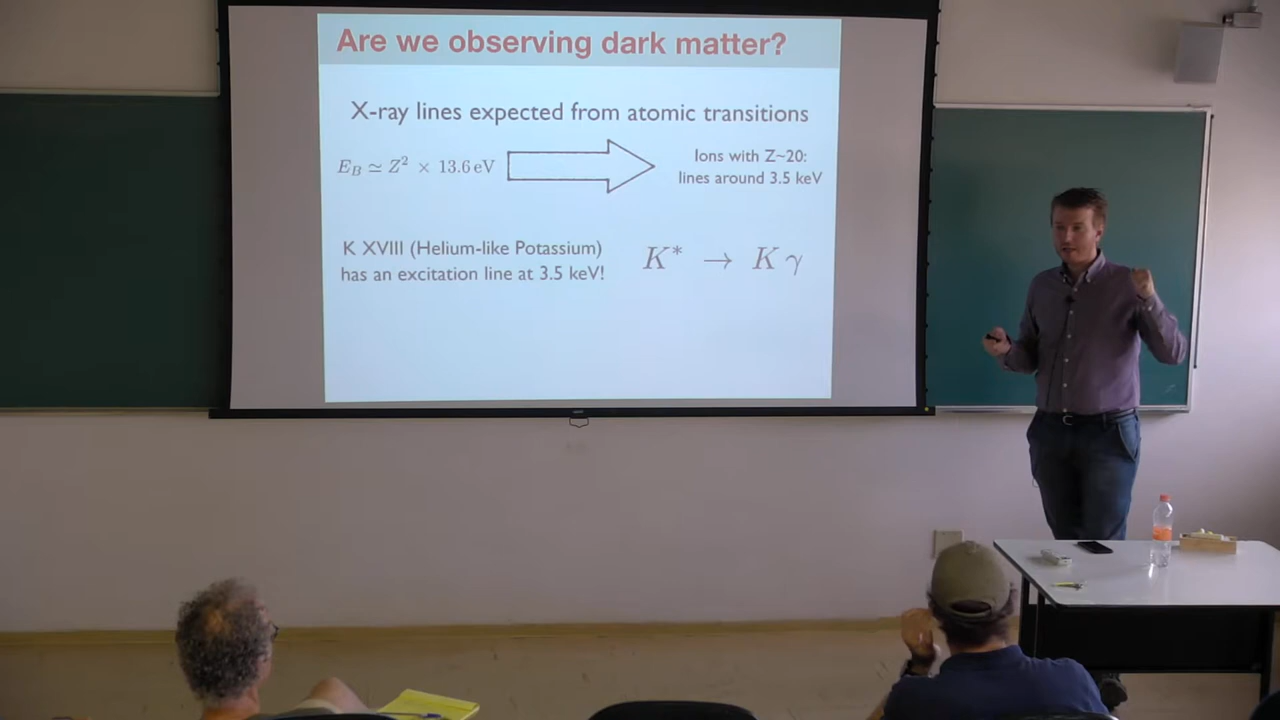 Are we observing dark matter?
X-ray lines expected from atomic transitions
E_B ≃ Z² × 13.6 eV
Ions with Z~20:
lines around 3.5 keV
K XVIII (Helium-like Potassium)
has an excitation line at 3.5 keV!
K* → K γ